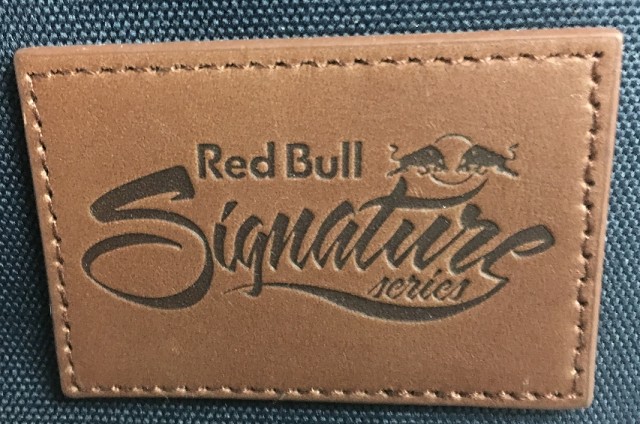 Red Bull
Signature
series